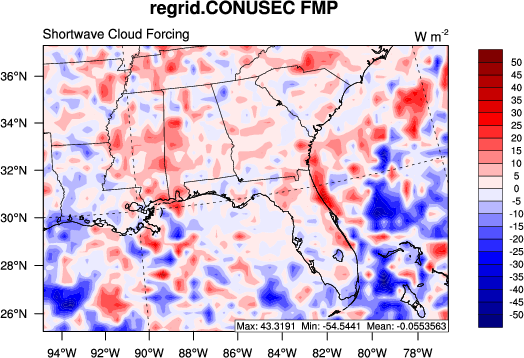 regrid.CONUSEC FMP
Shortwave Cloud Forcing W m-2
36°N
34°N
32°N
30°N
28°N
26°N
94°W 92°W 90°W 88°W 86°W 84°W 82°W 80°W 78°W
Max: 43.3191 Min: -54.5441 Mean: -0.0553563
50
45
40
35
30
25
20
15
10
5
0
-5
-10
-15
-20
-25
-30
-35
-40
-45
-50